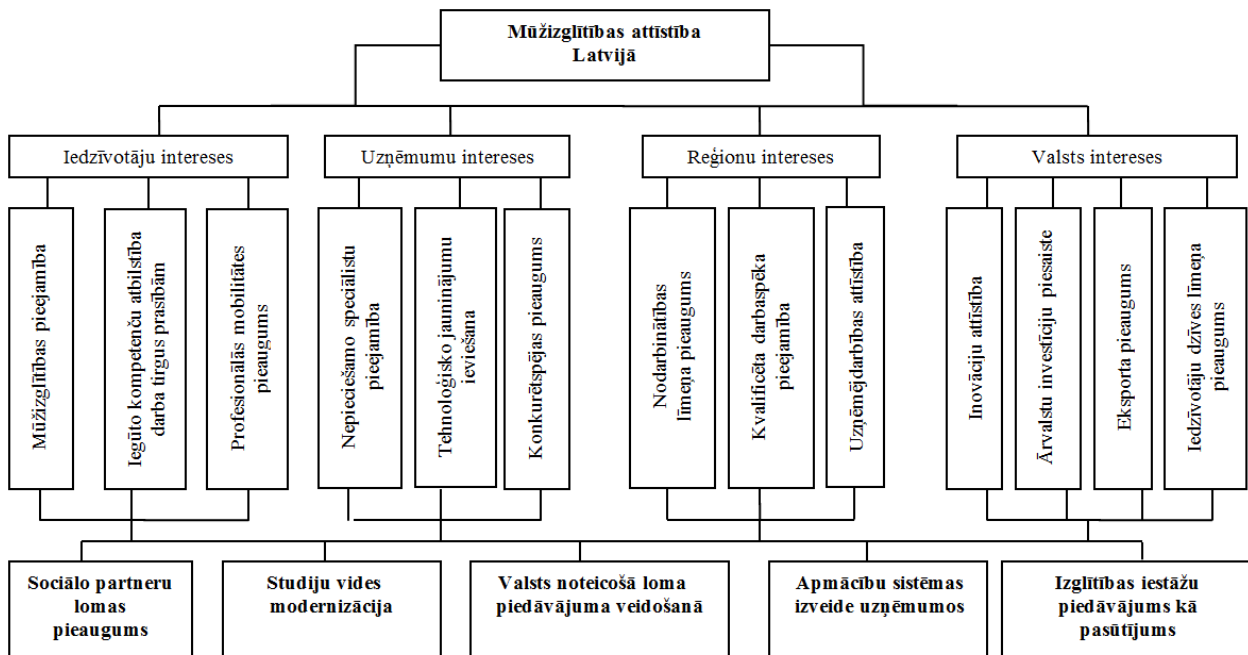 Mūžizglītības attīstība
Latvijā
Iedzīvotāju intereses
Uzņēmumu intereses
Reģionu intereses
Valsts intereses
Mūžizglītības pieejamība
Iegūto kompetenču atbilstība
darba tirgus prasībām
Profesionālās mobilitātes
pieaugums
Nepieciešamo speciālistu
pieejamība
Tehnoloģisko jauninājumu
ieviešana
Konkurētspējas pieaugums
Nodarbinātības
līmeņa pieaugums
Kvalificēta darbaspēka
pieejamība
Uzņēmējdarbības attīstība
Inovāciju attīstība
Ārvalstu investīciju piesaiste
Eksporta pieaugums
Iedzīvotāju dzīves līmeņa
pieaugums
Sociālo partneru
lomas
pieaugums
Studiju vides
modernizācija
Valsts noteicošā loma
piedāvājuma veidošanā
Apmācību sistēmas
izveide uzņēmumos
Izglītības iestāžu
piedāvājums kā
pasūtījums